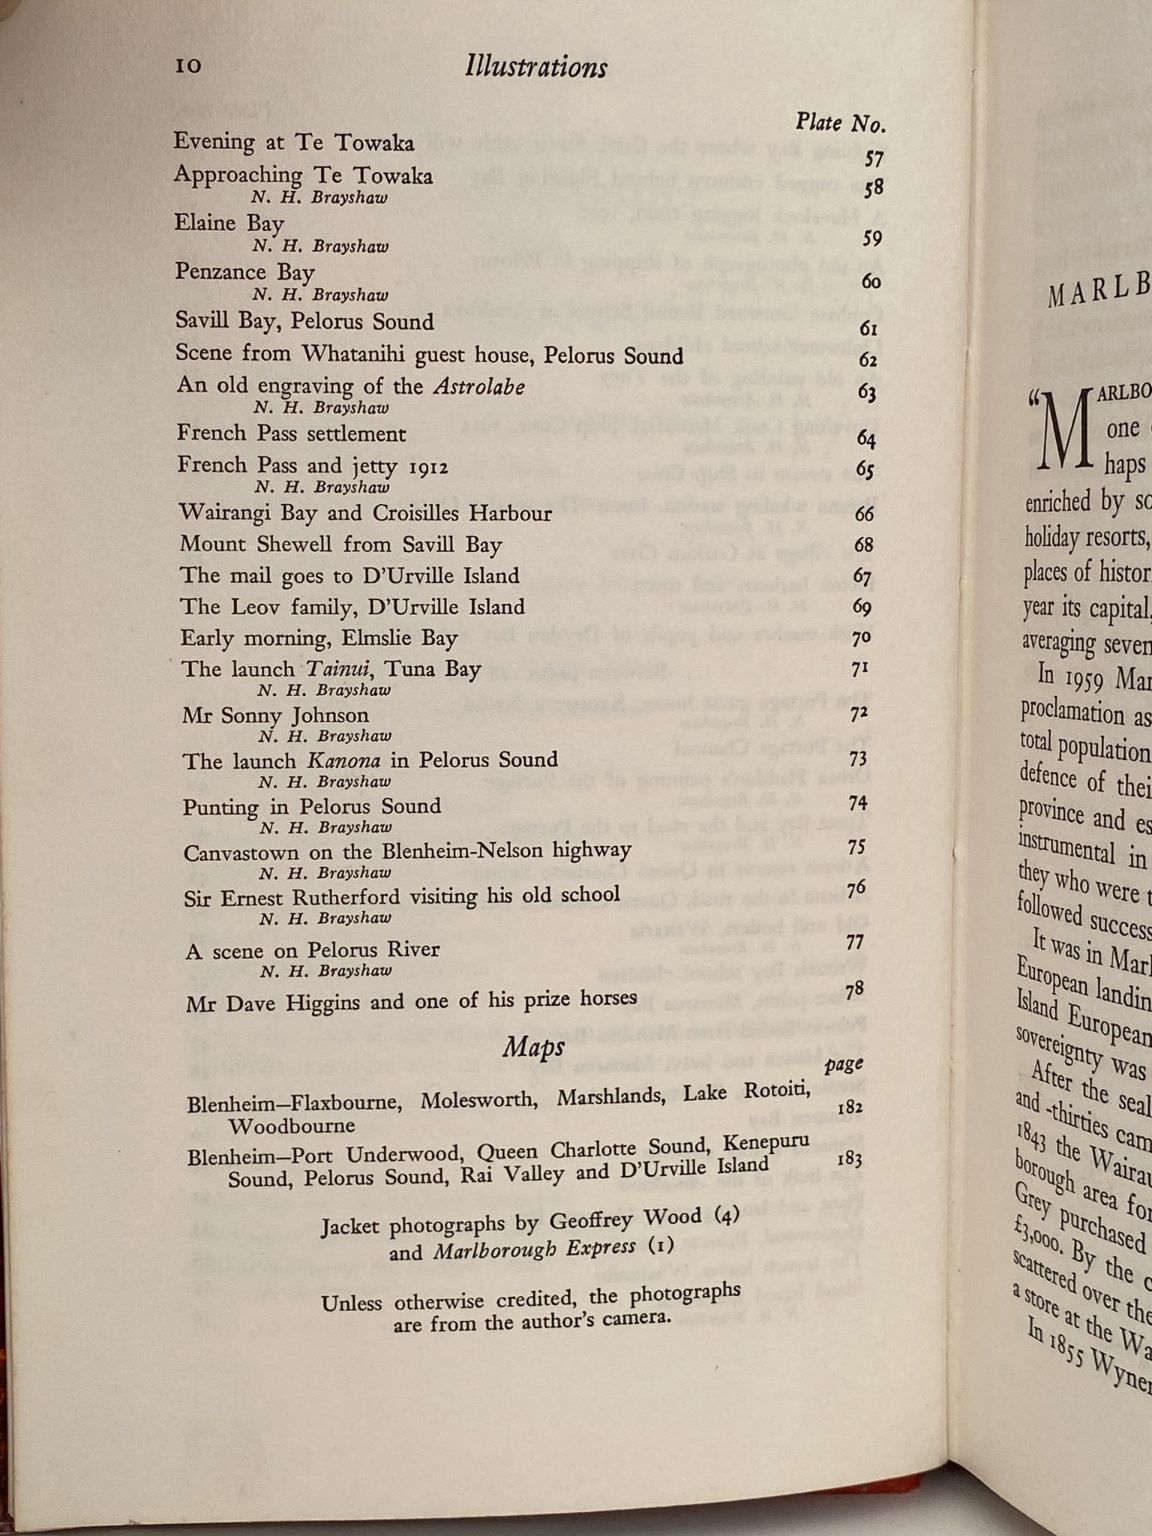 10 Illustrations
Plate No.
Evening at Te Towaka 57
Approaching Te Towaka 58
N. H. Brayshaw
Elaine Bay 59
N. H. Brayshaw
Penzance Bay 60
N. H. Brayshaw
Savill Bay, Pelorus Sound 61
Scene from Whatanihi guest house, Pelorus Sound 62
An old engraving of the Astrolabe 63
N. H. Brayshaw
French Pass settlement 64
French Pass and jetty 1912 65
N. H. Brayshaw
Wairangi Bay and Croisilles Harbour 66
Mount Shewell from Savill Bay 68
The mail goes to D'Urville Island 67
The Leov family, D'Urville Island 69
Early morning, Elmslie Bay 70
The launch Tainui, Tuna Bay 71
N. H. Brayshaw
Mr Sonny Johnson 72
N. H. Brayshaw
The launch Kanona in Pelorus Sound 73
N. H. Brayshaw
Punting in Pelorus Sound 74
N. H. Brayshaw
Canvastown on the Blenheim-Nelson highway 75
N. H. Brayshaw
Sir Ernest Rutherford visiting his old school 76
N. H. Brayshaw
A scene on Pelorus River 77
N. H. Brayshaw
Mr Dave Higgins and one of his prize horses 78
Maps
page
Blenheim—Flaxbourne, Molesworth, Marshlands, Lake Rotoiti,
Woodbourne 182
Blenheim—Port Underwood, Queen Charlotte Sound, Kenepuru
Sound, Pelorus Sound, Rai Valley and D'Urville Island 183
Jacket photographs by Geoffrey Wood (4)
and Marlborough Express (1)
Unless otherwise credited, the photographs
are from the author's camera.
MARLB
"MARLBO
one
haps
enriched by so
holiday resorts,
places of histor
year its capital,
averaging seven
In 1959 Mar
proclamation as
total population
defence of thei
province and es
instrumental in
they who were t
followed success
It was in Marl
European landin
Island European
sovereignty was
After the seal
and -thirties cam
1843 the Wairau
borough area for
Grey purchased
£3,000. By the c
scattered over the
a store at the Wa
In 1855 Wyner